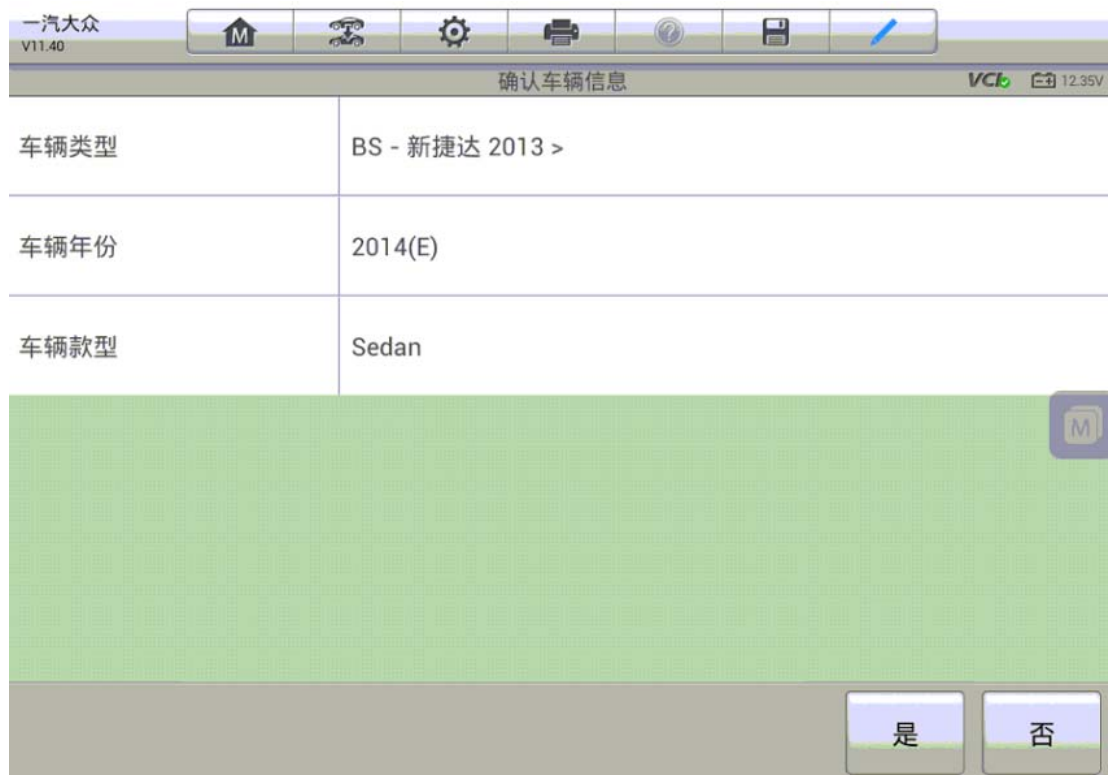 一汽大众
V11.40
M
确认车辆信息
VCI
12.35V
车辆类型
BS - 新捷达 2013 >
车辆年份
2014(E)
车辆款型
Sedan
M
是
否